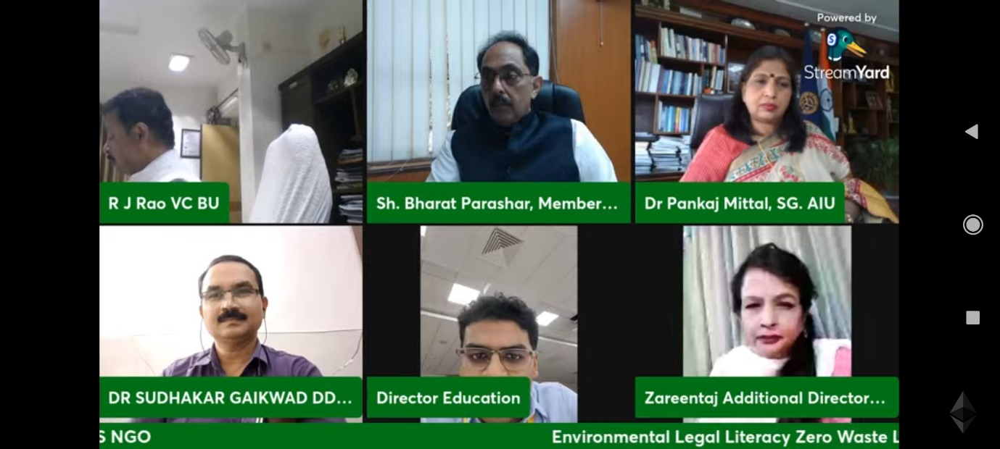 Powered by
S
StreamYard
R J Rao VC BU
Sh. Bharat Parashar, Member...
Dr Pankaj Mittal, SG. AIU
DR SUDHAKAR GAIKWAD DD...
Director Education
Zareentaj Additional Director...
S NGO
Environmental Legal Literacy Zero Waste L